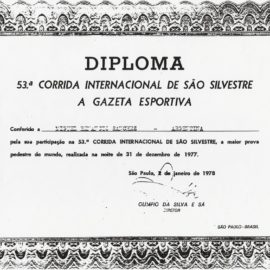 DIPLOMA
53.ª CORRIDA INTERNACIONAL DE SÃO SILVESTRE
A GAZETA ESPORTIVA
Conferido a - ARGENTINA
pela sua participação na 53.ª CORRIDA INTERNACIONAL DE SÃO SILVESTRE, a maior prova
pedestre do mundo, realizada na noite de 31 de dezembro de 1977.
São Paulo, 2 de janeiro de 1978
OLIMPIO DA SILVA E SÁ
DIRETOR
SÃO PAULO - BRASIL